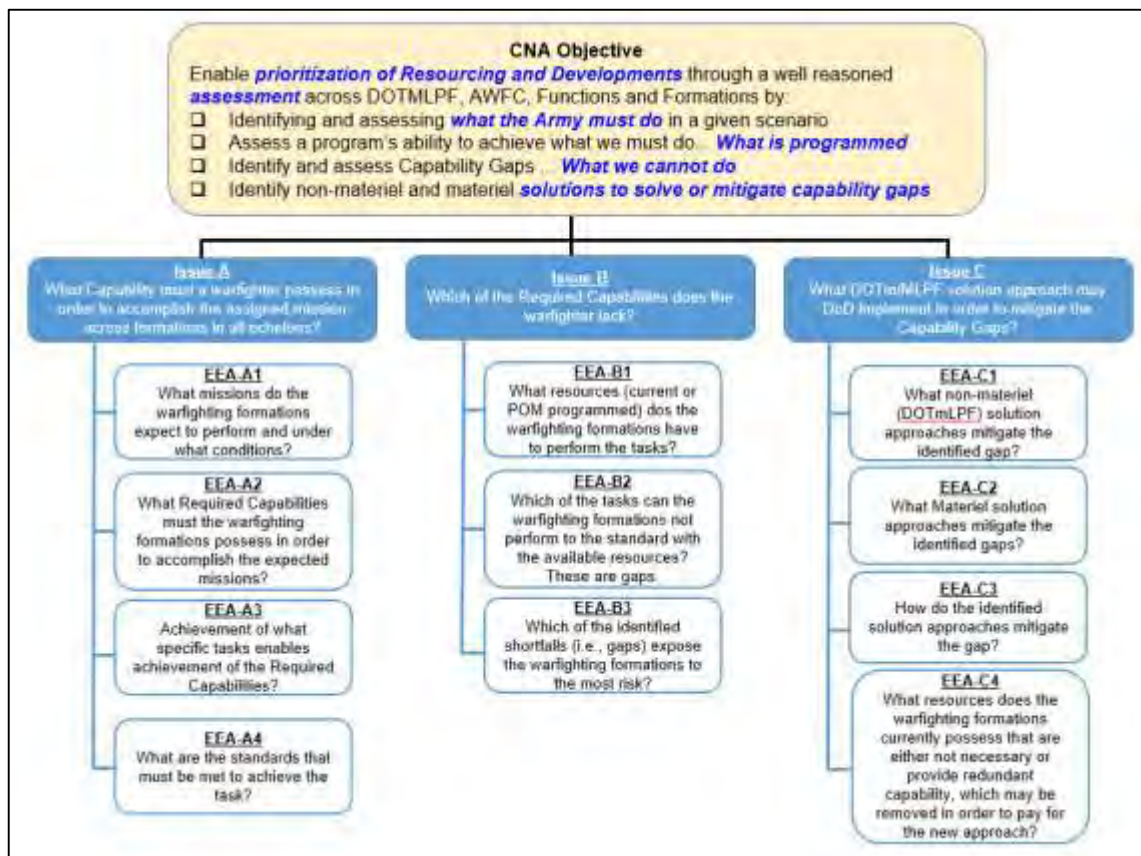 CNA Objective
Enable prioritization of Resourcing and Developments through a well reasoned
assessment across DOTMLPF, AWFC, Functions and Formations by:
❑ Identifying and assessing what the Army must do in a given scenario
❑ Assess a program's ability to achieve what we must do... What is programmed
❑ Identify and assess Capability Gaps ... What we cannot do
❑ Identify non-materiel and materiel solutions to solve or mitigate capability gaps
Issue A
What Capability must a warfighter possess in
order to accomplish the assigned mission
across formations in all echelons?
EEA-A1
What missions do the
warfighting formations
expect to perform and under
what conditions?
EEA-A2
What Required Capabilities
must the warfighting
formations possess in order
to accomplish the expected
missions?
EEA-A3
Achievement of what
specific tasks enables
achievement of the Required
Capabilities?
EEA-A4
What are the standards that
must be met to achieve the
task?
Issue B
Which of the Required Capabilities does the
warfighter lack?
EEA-B1
What resources (current or
POM programmed) dos the
warfighting formations have
to perform the tasks?
EEA-B2
Which of the tasks can the
warfighting formations not
perform to the standard with
the available resources?
These are gaps
EEA-B3
Which of the identified
shortfalls (i.e., gaps) expose
the warfighting formations to
the most risk?
Issue C
What DOTm/MLPF solution approach may
DoD implement in order to mitigate the
Capability Gaps?
EEA-C1
What non-materiel
(DOTmLPF) solution
approaches mitigate the
identified gap?
EEA-C2
What Materiel solution
approaches mitigate the
identified gaps?
EEA-C3
How do the identified
solution approaches mitigate
the gap?
EEA-C4
What resources does the
warfighting formations
currently possess that are
either not necessary or
provide redundant
capability, which may be
removed in order to pay for
the new approach?